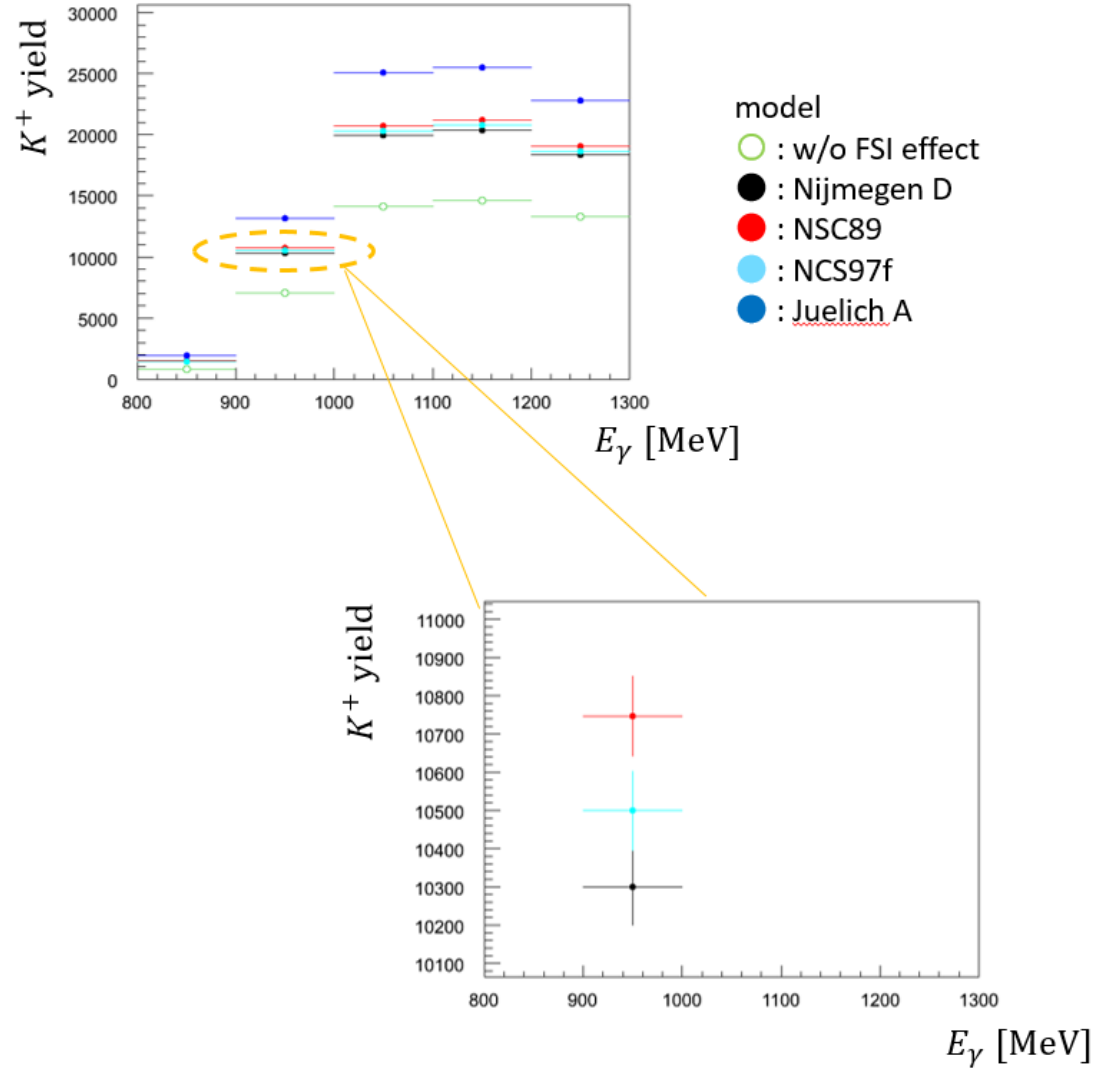 30000
25000
20000
15000
10000
5000
0
K⁺ yield
800 900 1000 1100 1200 1300
E_γ [MeV]
model
: w/o FSI effect
: Nijmegen D
: NSC89
: NCS97f
: Juelich A
11000
10900
10800
10700
10600
10500
10400
10300
10200
10100
K⁺ yield
800 900 1000 1100 1200 1300
E_γ [MeV]